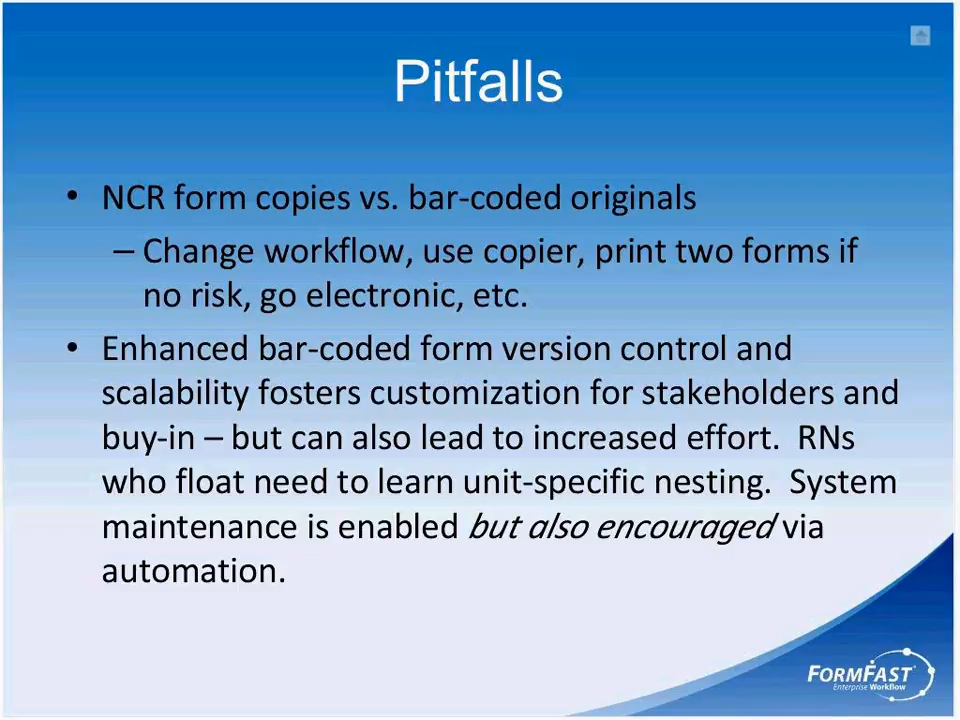 Pitfalls
• NCR form copies vs. bar-coded originals
– Change workflow, use copier, print two forms if
no risk, go electronic, etc.
• Enhanced bar-coded form version control and
scalability fosters customization for stakeholders and
buy-in – but can also lead to increased effort.  RNs
who float need to learn unit-specific nesting.  System
maintenance is enabled but also encouraged via
automation.
FORMFAST®
Enterprise Workflow